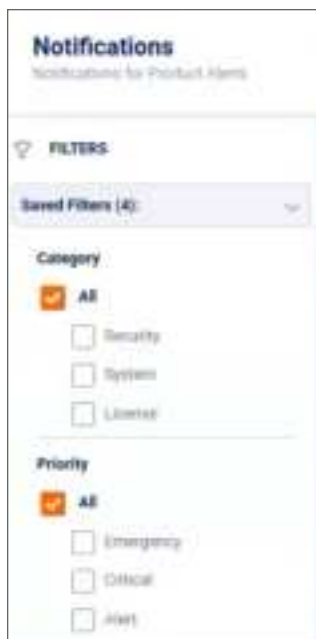 Notifications
Notifications for Product Alerts
FILTERS
Saved Filters (4):
Category
All
Security
System
License
Priority
All
Emergency
Critical
Alert